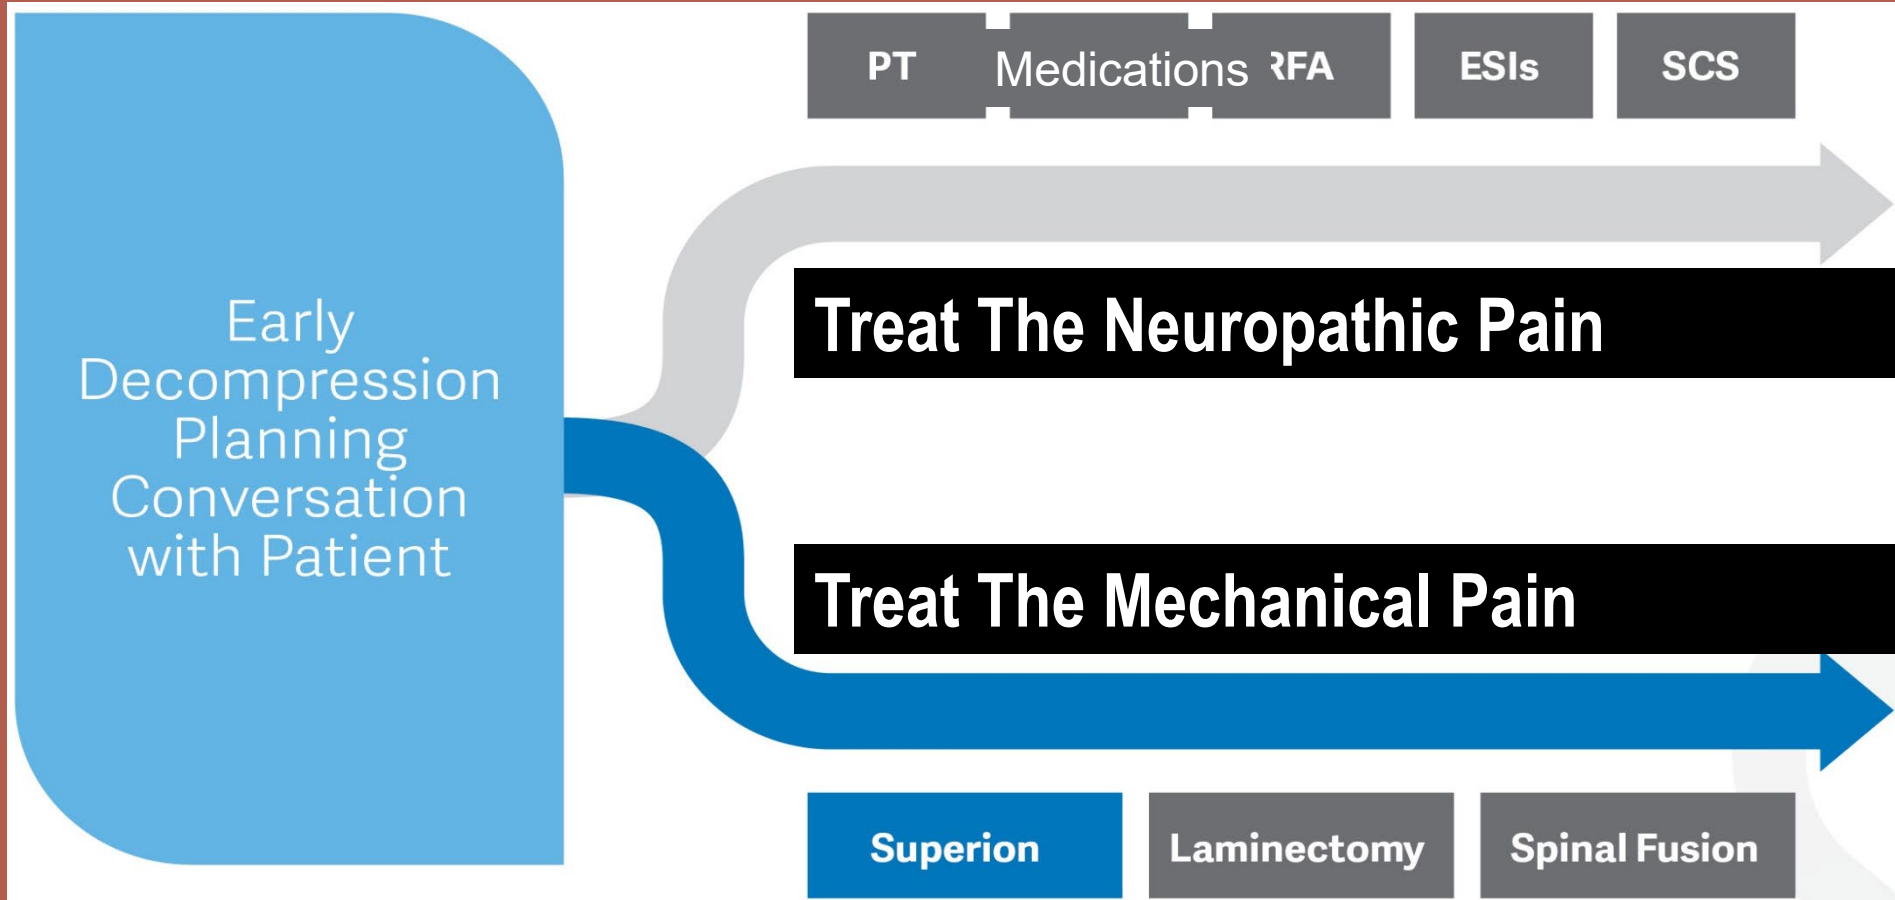 Early
Decompression
Planning
Conversation
with Patient
PT Medications RFA ESIs SCS
Treat The Neuropathic Pain
Treat The Mechanical Pain
Superion Laminectomy Spinal Fusion